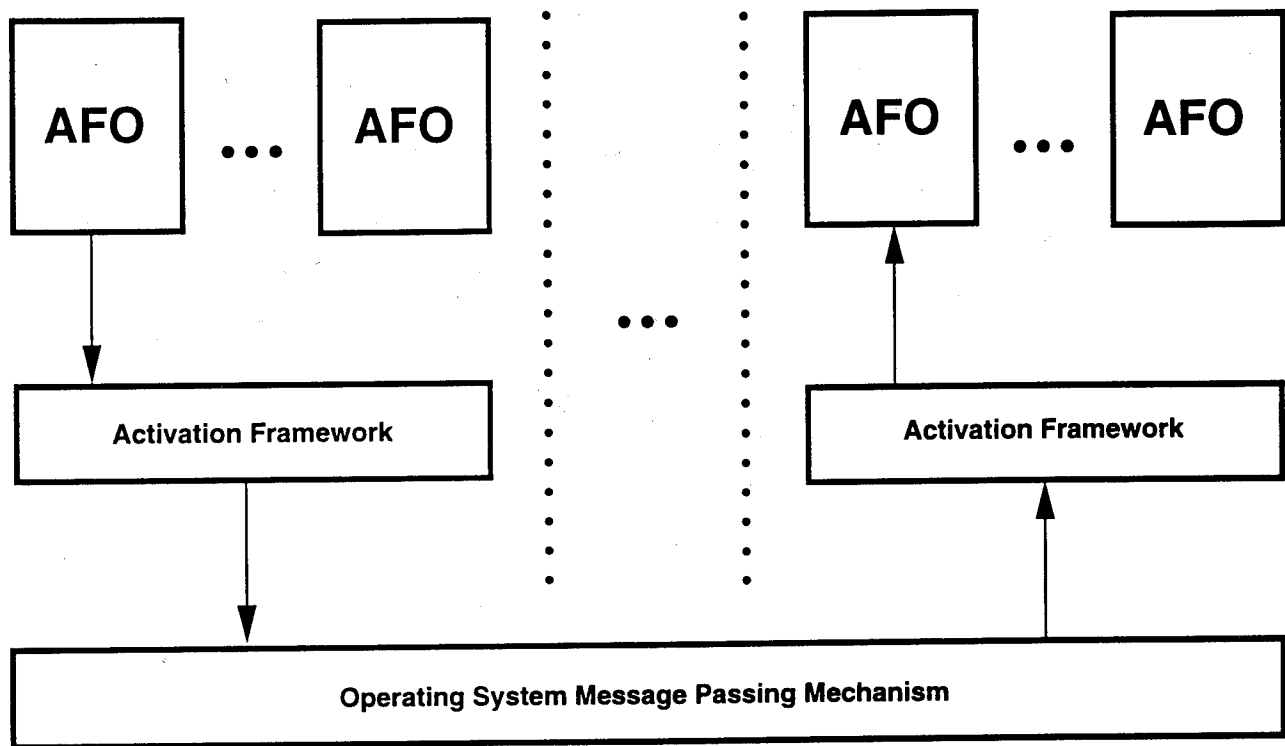 AFO
AFO
AFO
AFO
Activation Framework
Activation Framework
Operating System Message Passing Mechanism